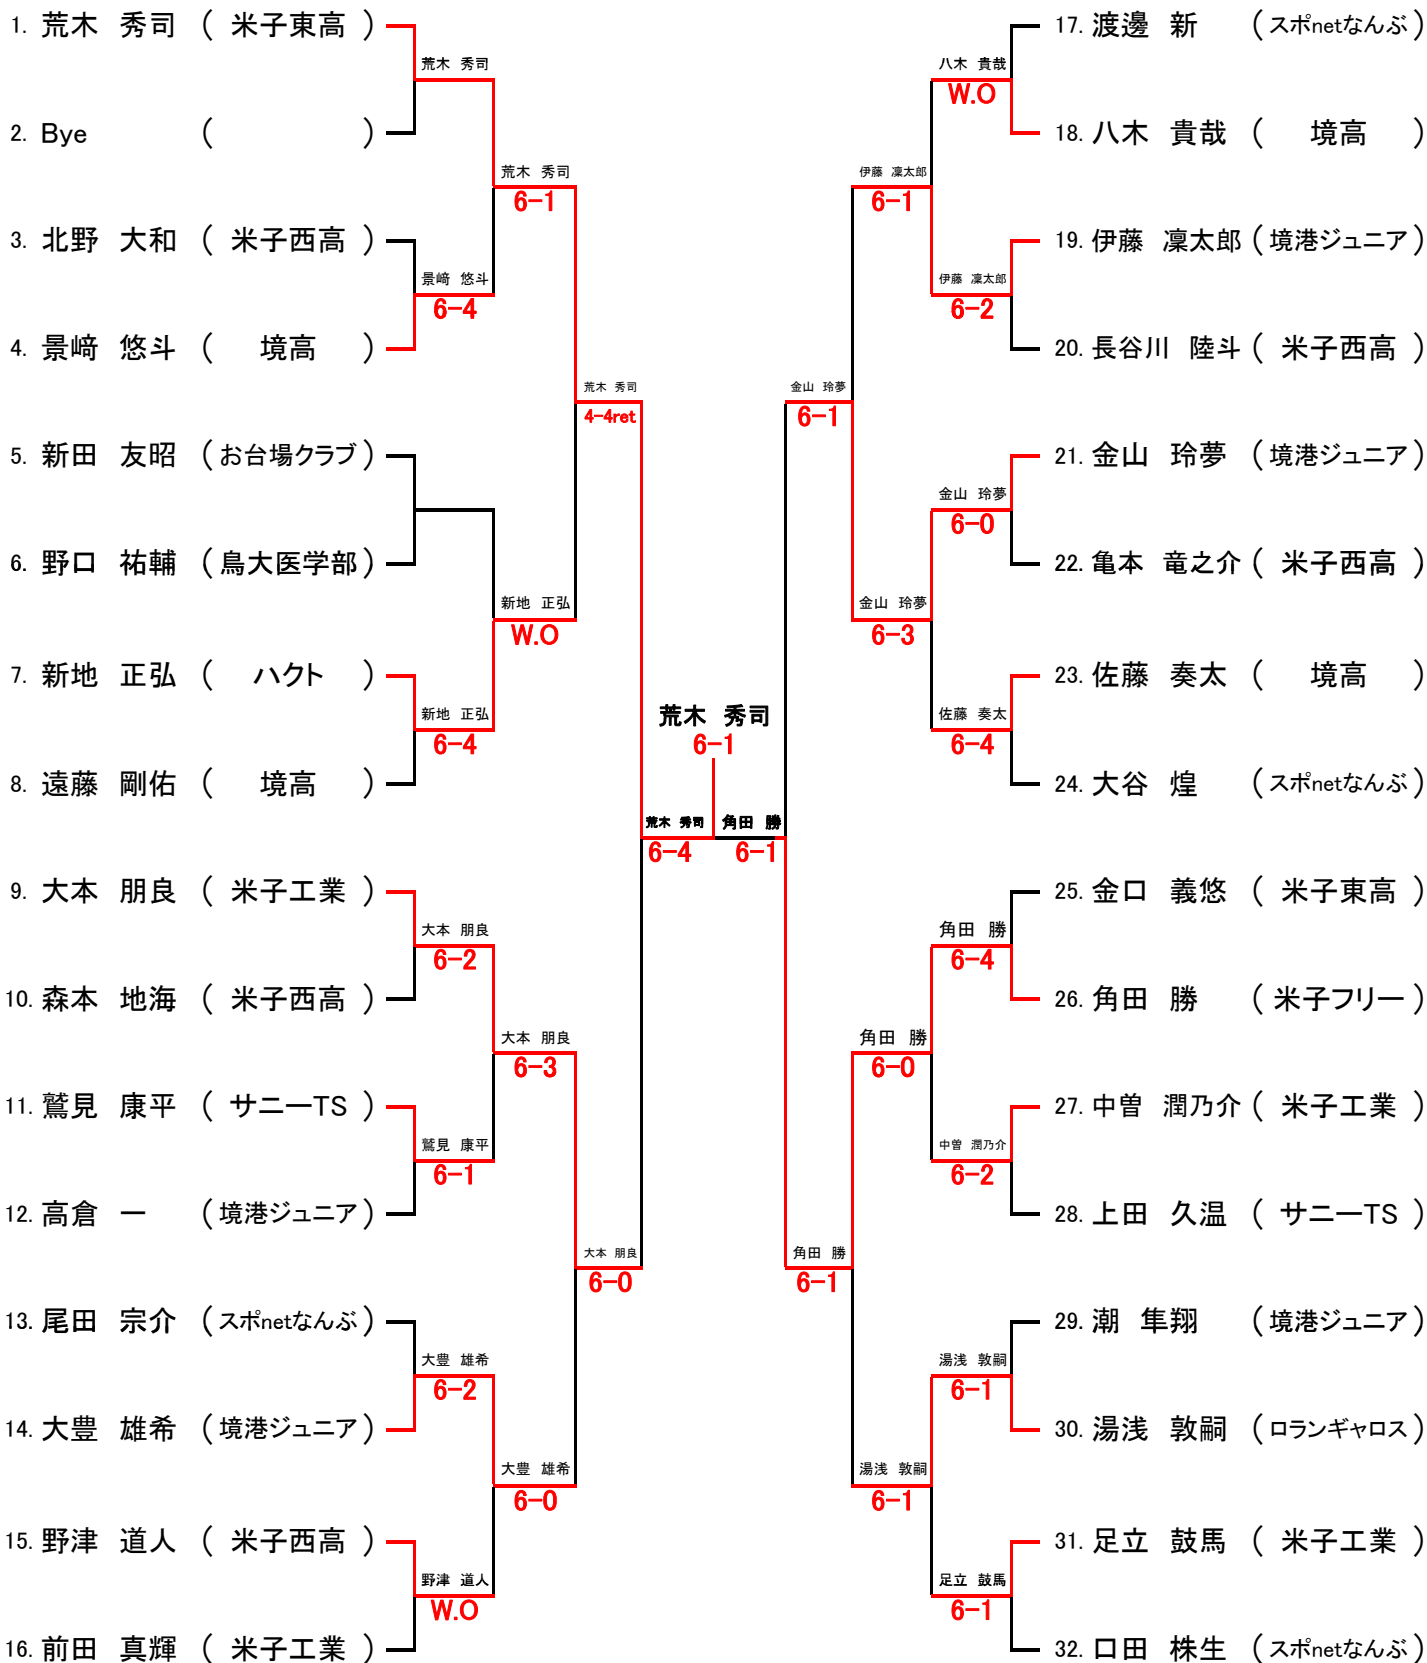 1. 荒木 秀司 ( 米子東高 )
荒木 秀司
2. Bye ( )
荒木 秀司
6-1
3. 北野 大和 ( 米子西高 )
景﨑 悠斗
6-4
4. 景﨑 悠斗 ( 境高 )
荒木 秀司
4-4ret
5. 新田 友昭 (お台場クラブ)
6. 野口 祐輔 (鳥大医学部)
新地 正弘
W.O
7. 新地 正弘 ( ハクト )
新地 正弘
6-4
8. 遠藤 剛佑 ( 境高 )
荒木 秀司
6-1
荒木 秀司
6-4
角田 勝
6-1
9. 大本 朋良 ( 米子工業 )
大本 朋良
6-2
10. 森本 地海 ( 米子西高 )
大本 朋良
6-3
11. 鷲見 康平 ( サニーTS )
鷲見 康平
6-1
12. 高倉 一 (境港ジュニア)
大本 朋良
6-0
13. 尾田 宗介 (スポnetなんぶ)
大豊 雄希
6-2
14. 大豊 雄希 (境港ジュニア)
大豊 雄希
6-0
15. 野津 道人 ( 米子西高 )
野津 道人
W.O
16. 前田 真輝 ( 米子工業 )
17. 渡邊 新 (スポnetなんぶ)
八木 貴哉
W.O
18. 八木 貴哉 ( 境高 )
伊藤 凜太郎
6-1
19. 伊藤 凜太郎 (境港ジュニア)
伊藤 凜太郎
6-2
20. 長谷川 陸斗 ( 米子西高 )
金山 玲夢
6-1
21. 金山 玲夢 (境港ジュニア)
金山 玲夢
6-0
22. 亀本 竜之介 ( 米子西高 )
金山 玲夢
6-3
23. 佐藤 奏太 ( 境高 )
佐藤 奏太
6-4
24. 大谷 煌 (スポnetなんぶ)
25. 金口 義悠 ( 米子東高 )
角田 勝
6-4
26. 角田 勝 (米子フリー)
角田 勝
6-0
27. 中曽 潤乃介 ( 米子工業 )
中曽 潤乃介
6-2
28. 上田 久温 ( サニーTS )
角田 勝
6-1
29. 潮 隼翔 (境港ジュニア)
湯浅 敦嗣
6-1
30. 湯浅 敦嗣 (ロランギャロス)
湯浅 敦嗣
6-1
31. 足立 鼓馬 ( 米子工業 )
足立 鼓馬
6-1
32. 口田 株生 (スポnetなんぶ)